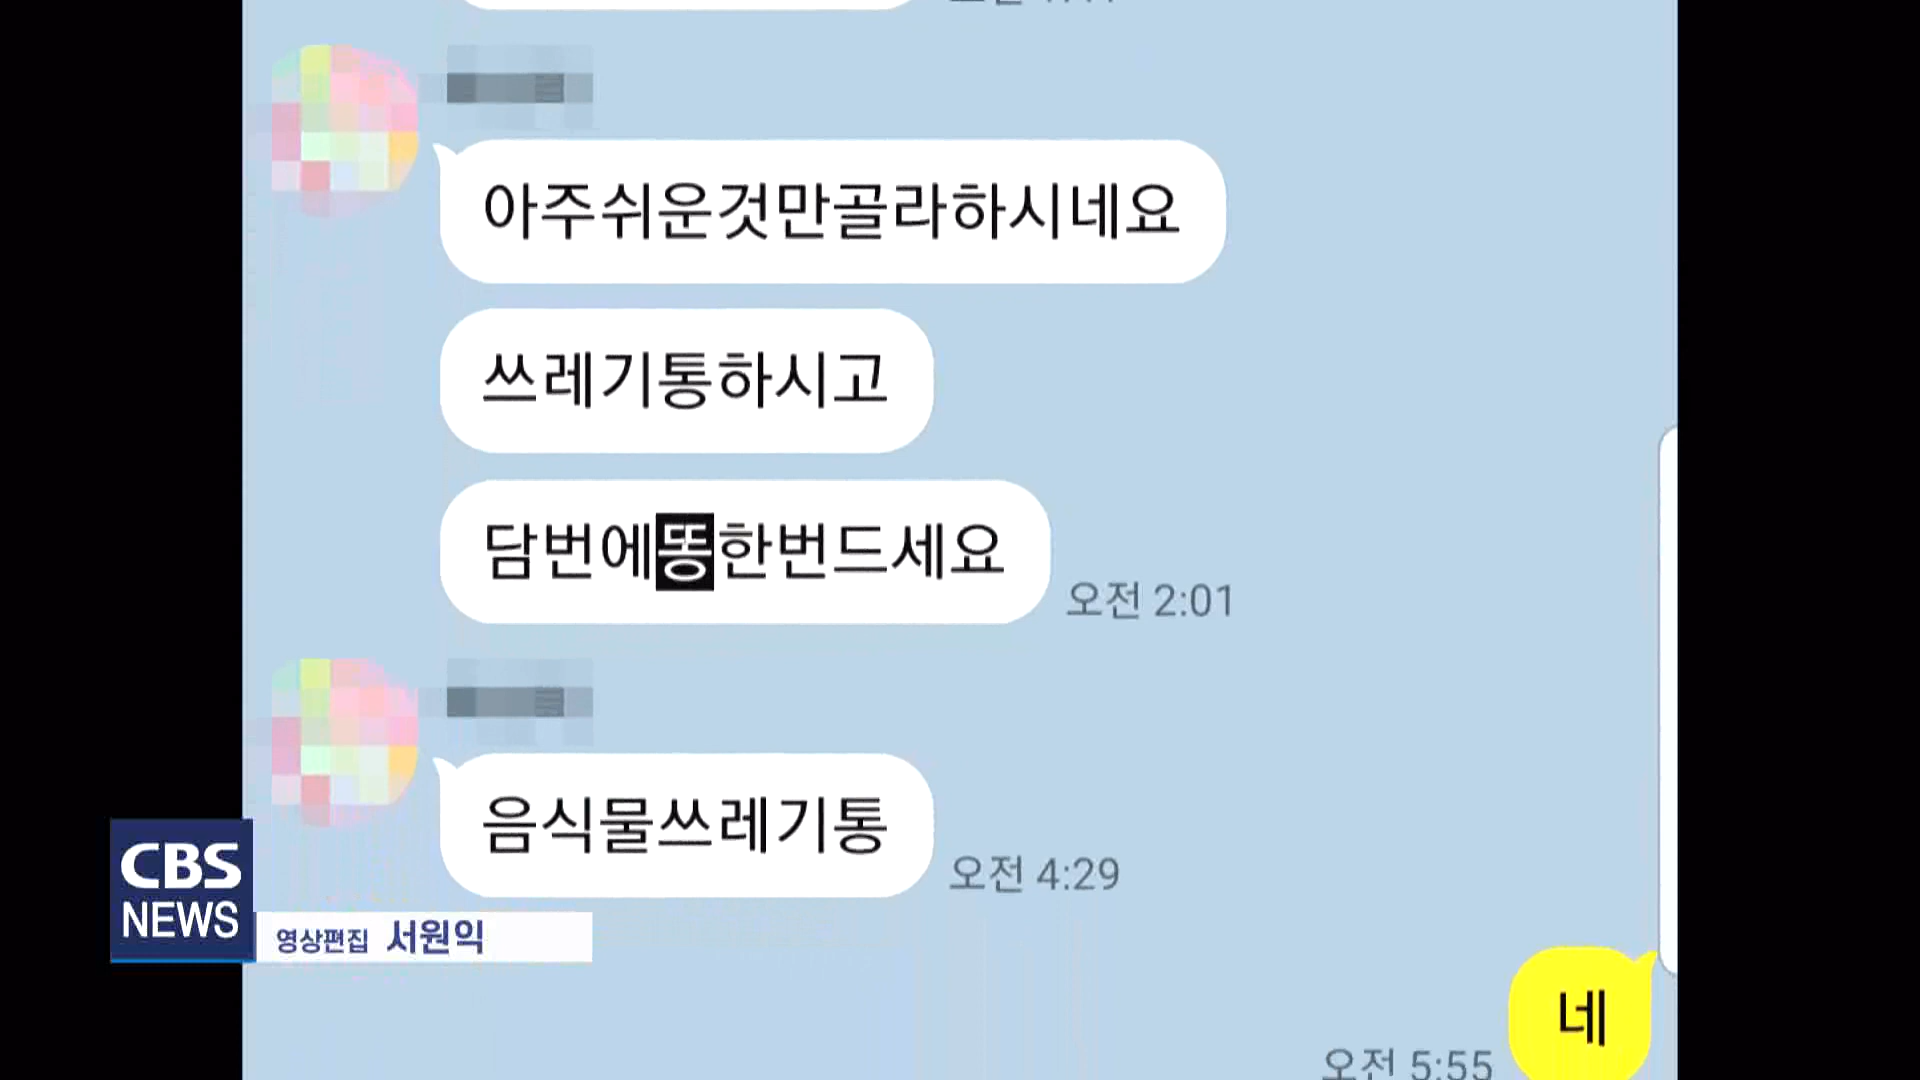 아주쉬운것만골라하시네요
쓰레기통하시고
담번에똥한번드세요
오전 2:01
음식물쓰레기통
오전 4:29
CBS
NEWS
영상편집 서원익
네
오전 5:55